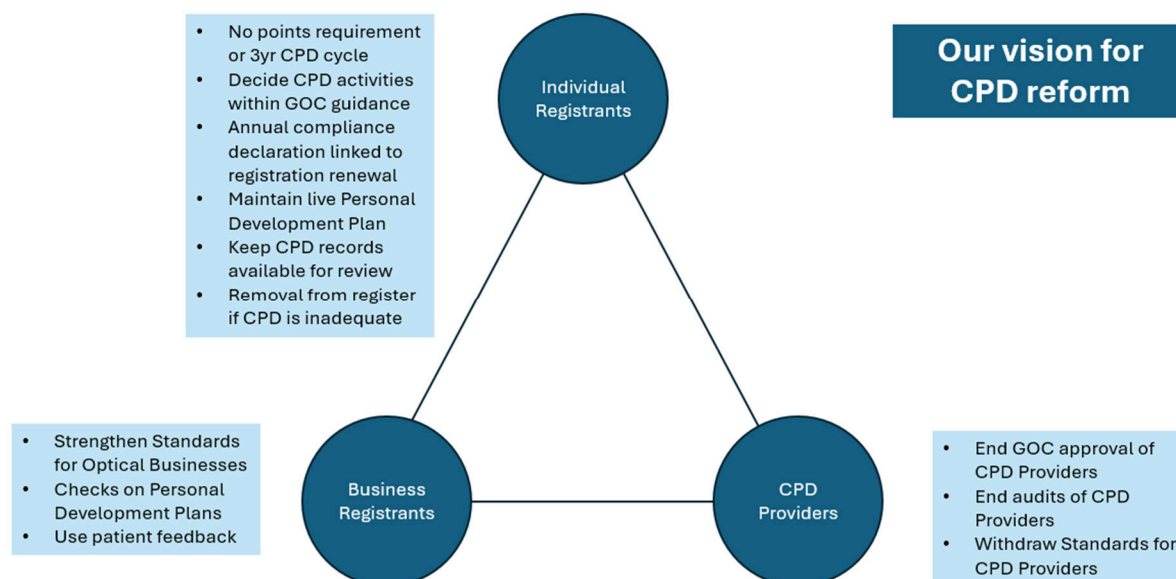 • No points requirement
or 3yr CPD cycle
• Decide CPD activities
within GOC guidance
• Annual compliance
declaration linked to
registration renewal
• Maintain live Personal
Development Plan
• Keep CPD records
available for review
• Removal from register
if CPD is inadequate
Individual
Registrants
Our vision for
CPD reform
• Strengthen Standards
for Optical Businesses
• Checks on Personal
Development Plans
• Use patient feedback
Business
Registrants
CPD
Providers
• End GOC approval of
CPD Providers
• End audits of CPD
Providers
• Withdraw Standards for
CPD Providers